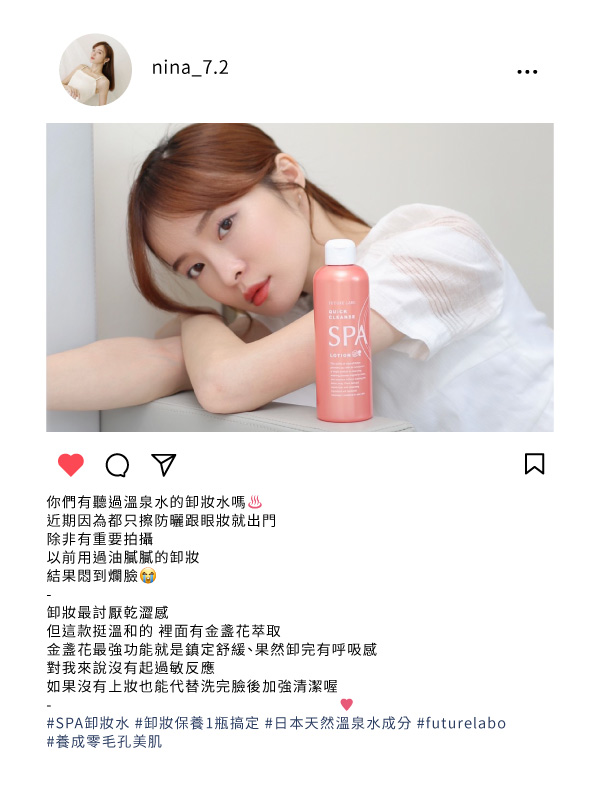 nina_7.2
FUTURE LABO
QUICK
CLEANSE
SPA
LOTION
你們有聽過溫泉水的卸妝水嗎♨️
近期因為都只擦防曬跟眼妝就出門
除非有重要拍攝
以前用過油膩膩的卸妝
結果悶到爛臉😭
-
卸妝最討厭乾澀感
但這款挺溫和的 裡面有金盞花萃取
金盞花最強功能就是鎮定舒緩、果然卸完有呼吸感
對我來說沒有起過敏反應
如果沒有上妝也能代替洗完臉後加強清潔喔
-
#SPA卸妝水 #卸妝保養1瓶搞定 #日本天然溫泉水成分 #futurelabo
#養成零毛孔美肌